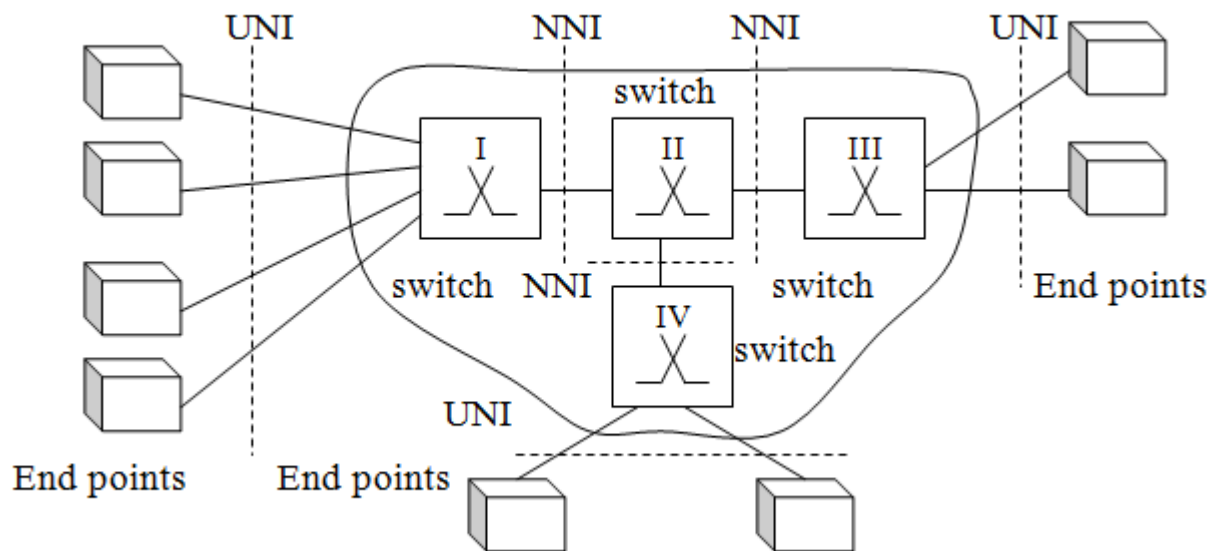 UNI
NNI
NNI
UNI
switch
I
II
III
switch
NNI
switch
End points
IV
switch
UNI
End points
End points